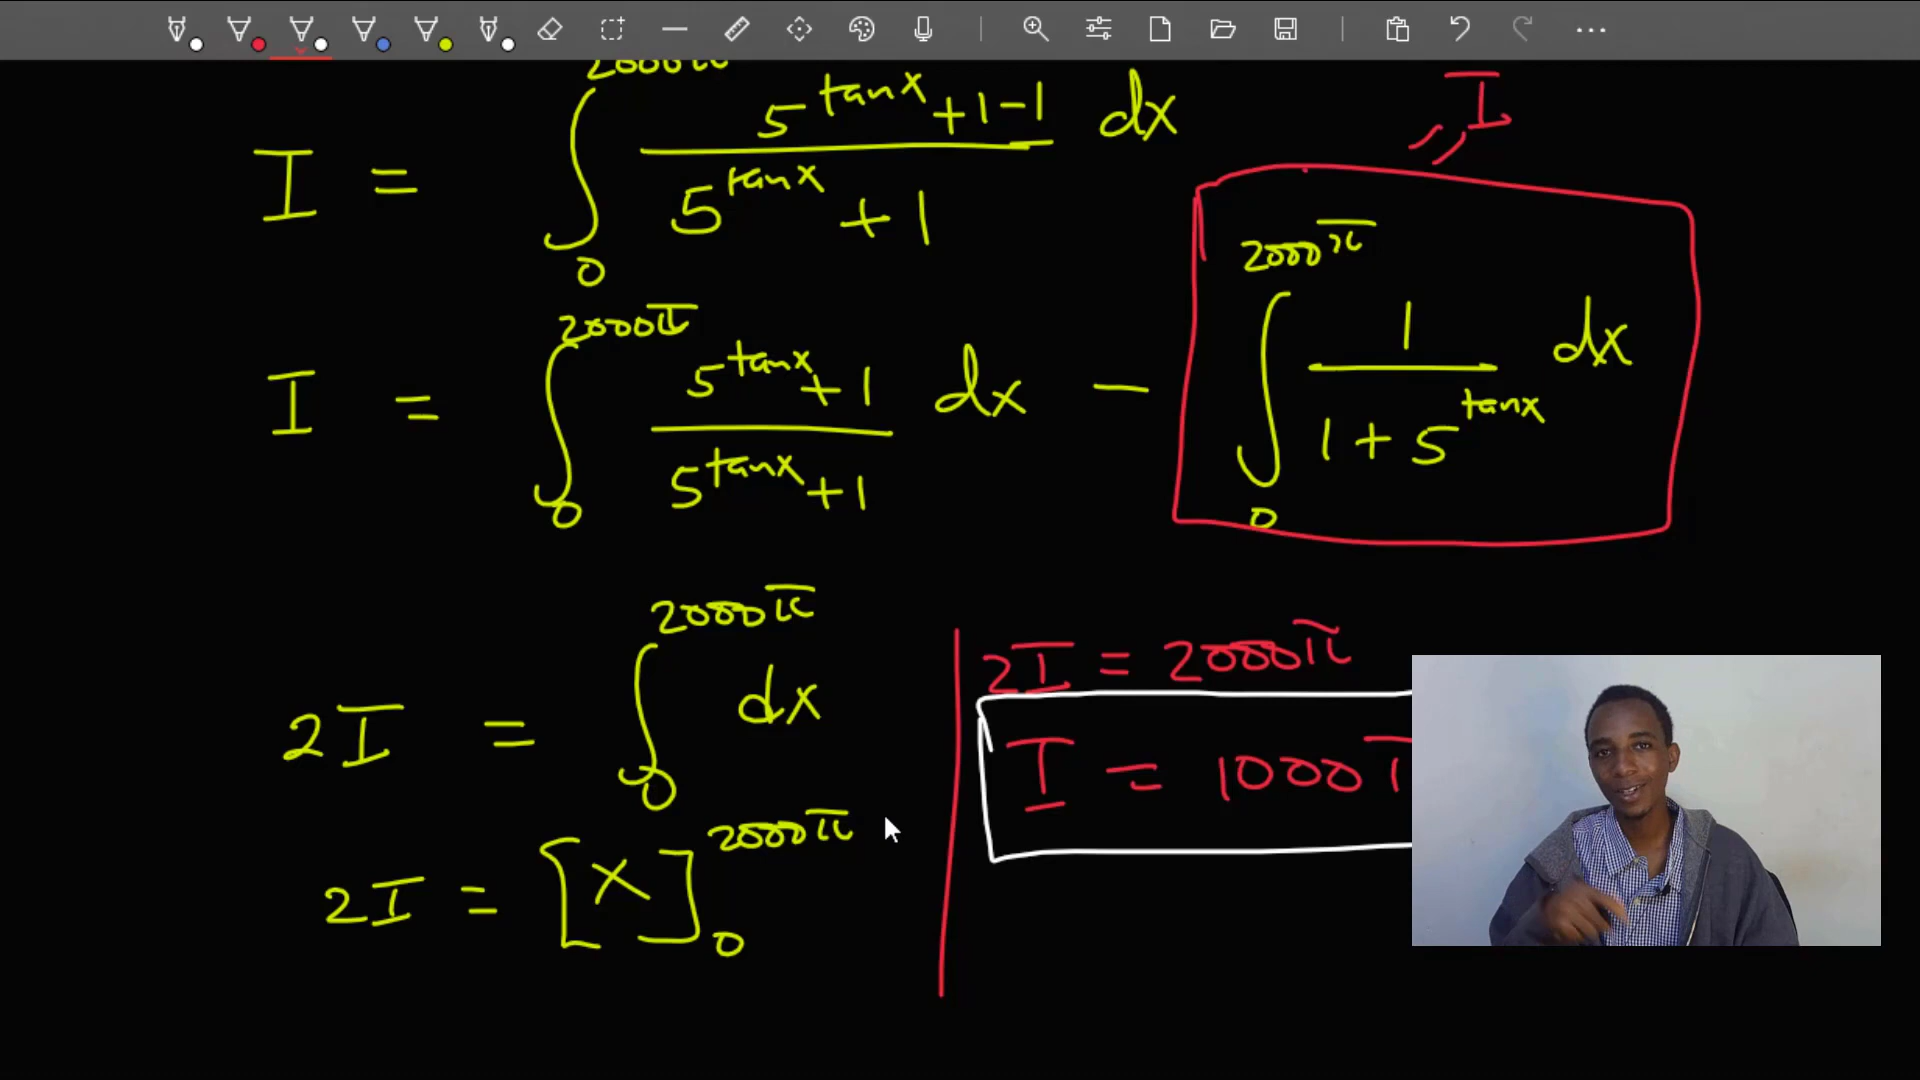 I
I = ∫₀^2000π (5^tanx + 1 - 1)/(5^tanx + 1) dx
I = ∫₀^2000π (5^tanx + 1)/(5^tanx + 1) dx - ∫₀^2000π 1/(1 + 5^tanx) dx
2I = ∫₀^2000π dx
2I = [x]₀^2000π
2I = 2000π
I = 1000